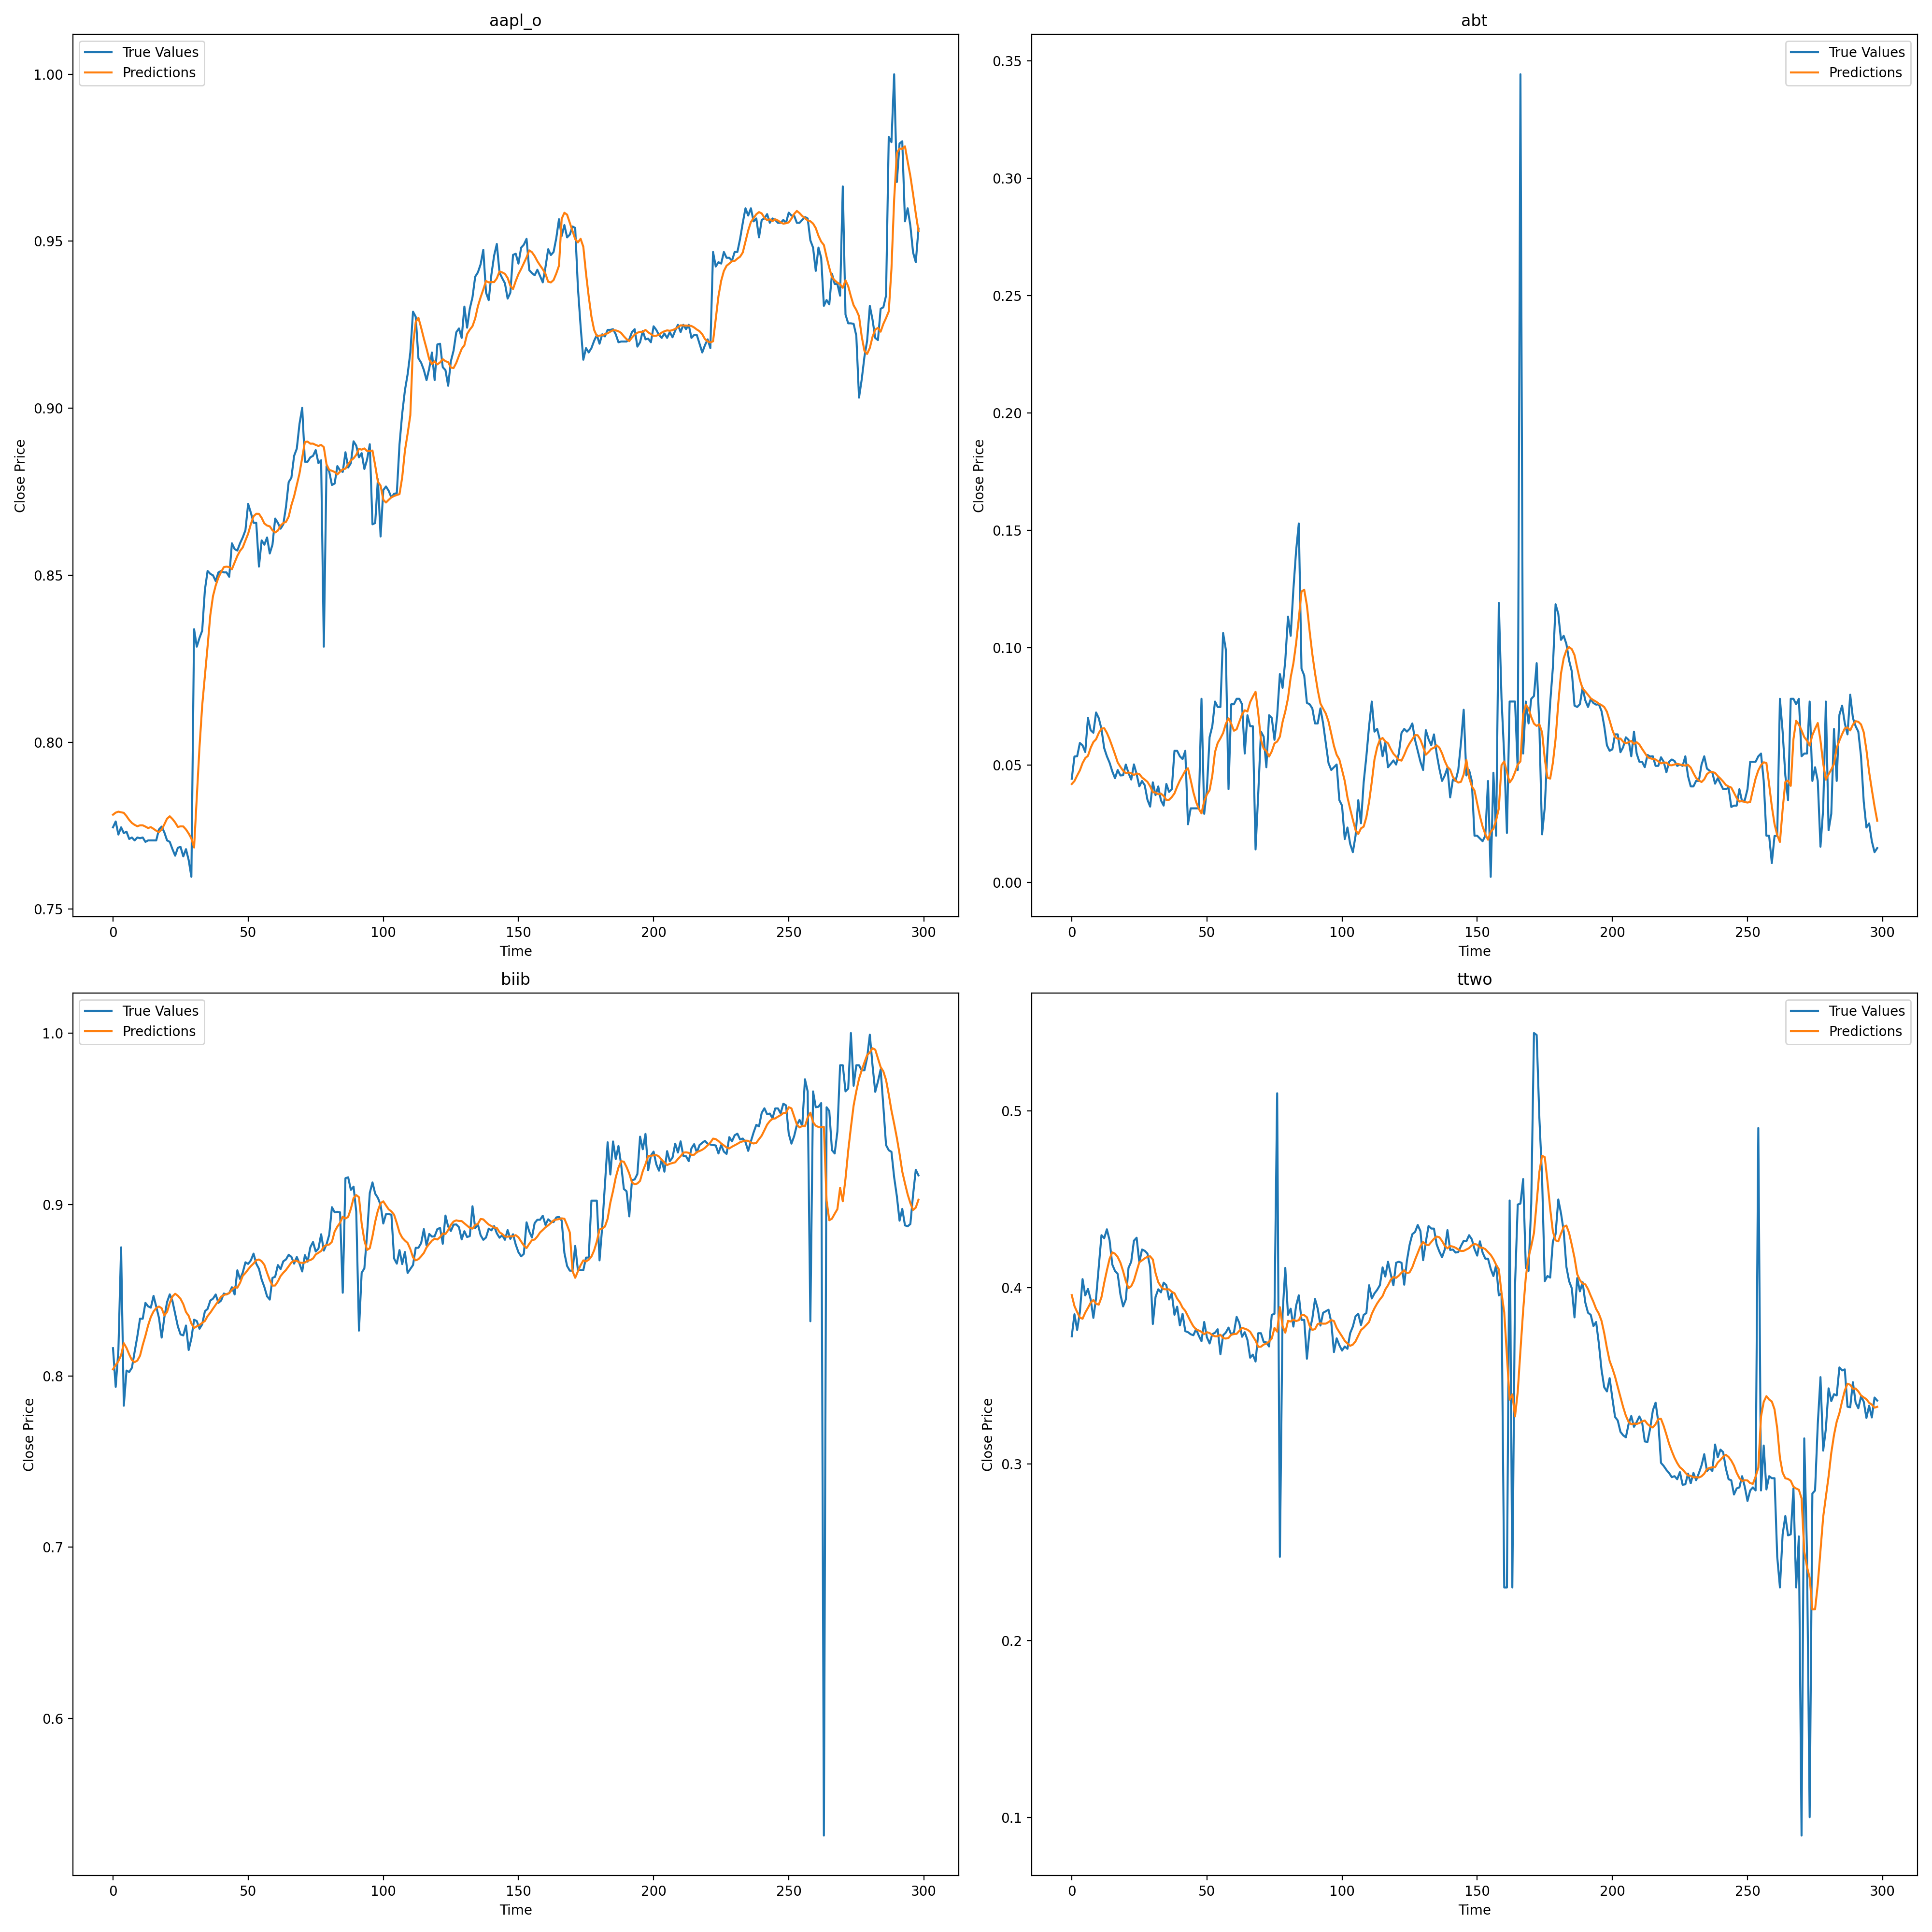 aapl_o
True Values
Predictions
Close Price
1.00
0.95
0.90
0.85
0.80
0.75
0 50 100 150 200 250 300
Time
abt
True Values
Predictions
Close Price
0.35
0.30
0.25
0.20
0.15
0.10
0.05
0.00
0 50 100 150 200 250 300
Time
biib
True Values
Predictions
Close Price
1.0
0.9
0.8
0.7
0.6
0 50 100 150 200 250 300
Time
ttwo
True Values
Predictions
Close Price
0.5
0.4
0.3
0.2
0.1
0 50 100 150 200 250 300
Time